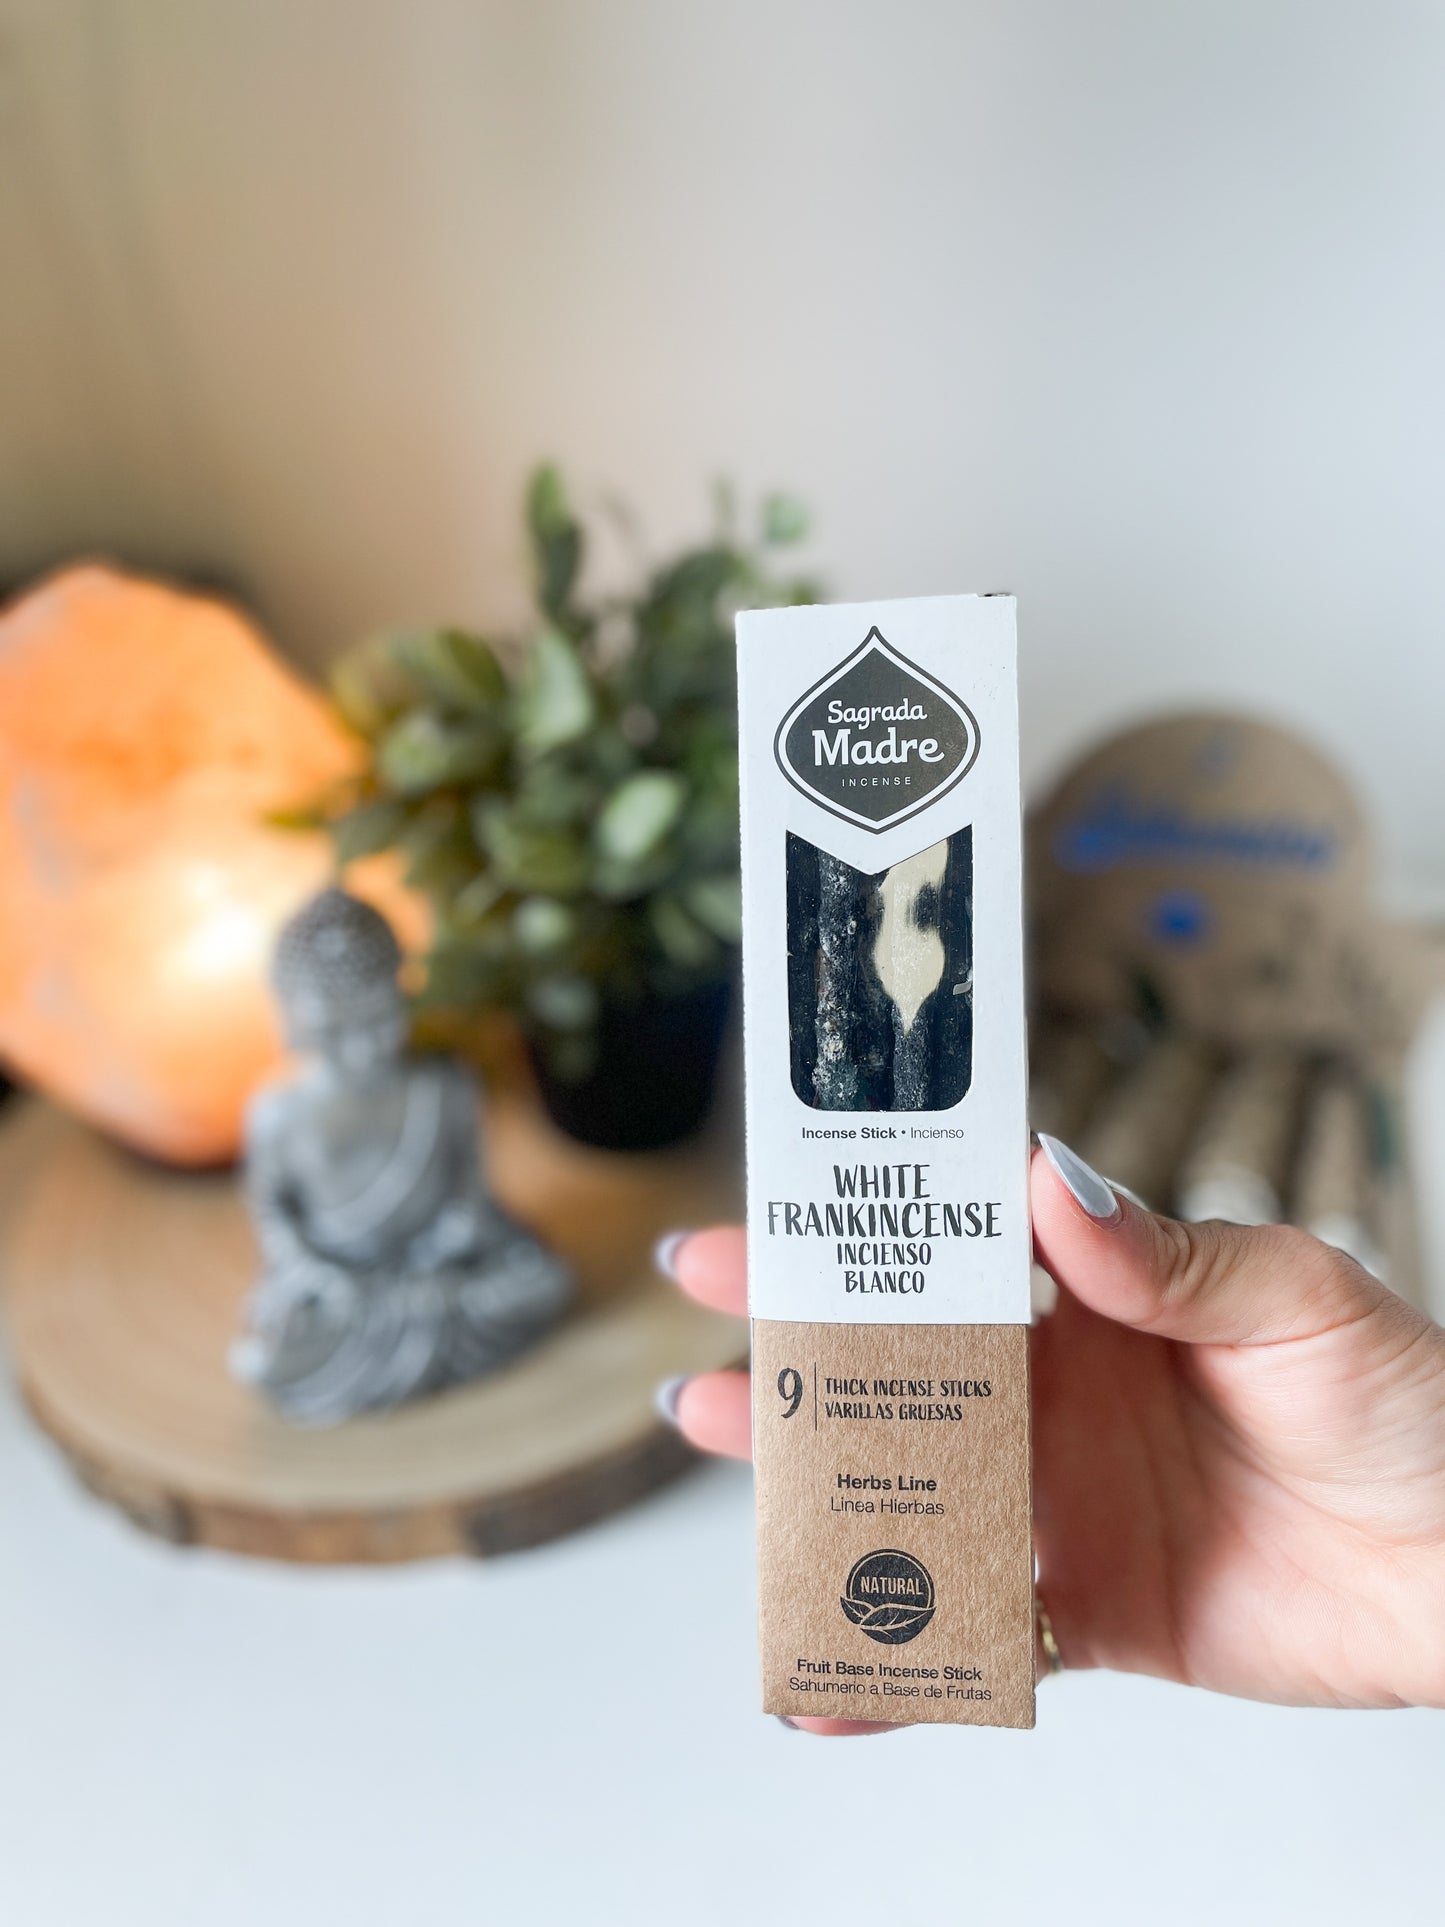 Sagrada
Madre
INCENSE
Incense Stick • Incienso
WHITE
FRANKINCENSE
INCIENSO
BLANCO
9
THICK INCENSE STICKS
VARILLAS GRUESAS
Herbs Line
Linea Hierbas
NATURAL
Fruit Base Incense Stick
Sahumerio a Base de Frutas